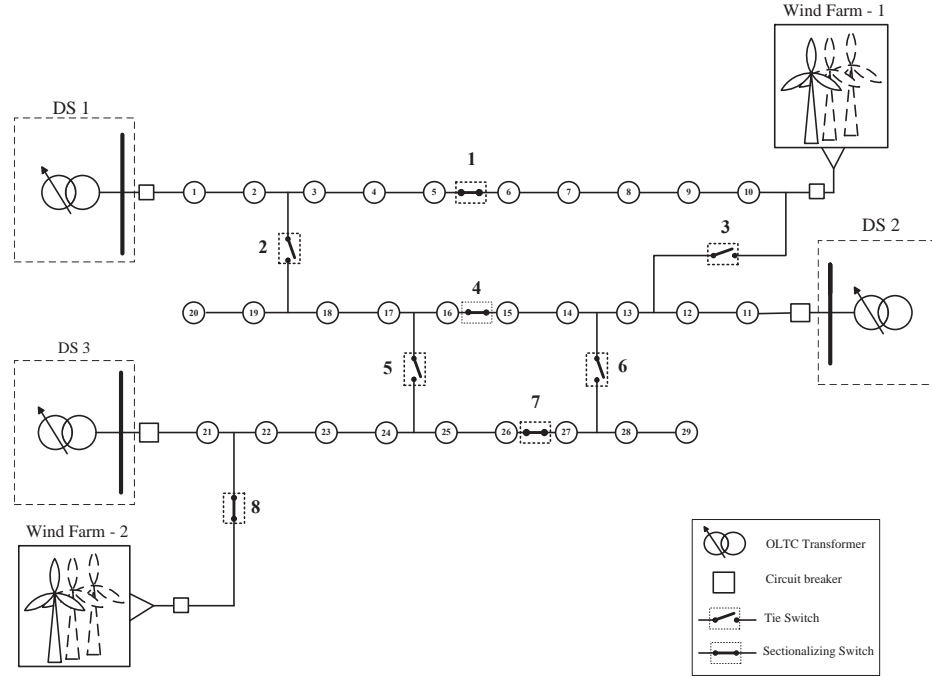 Wind Farm - 1
DS 1
1
1 2 3 4 5 6 7 8 9 10
2
3
DS 2
4
20 19 18 17 16 15 14 13 12 11
DS 3
5
6
7
21 22 23 24 25 26 27 28 29
8
Wind Farm - 2
OLTC Transformer
Circuit breaker
Tie Switch
Sectionalizing Switch